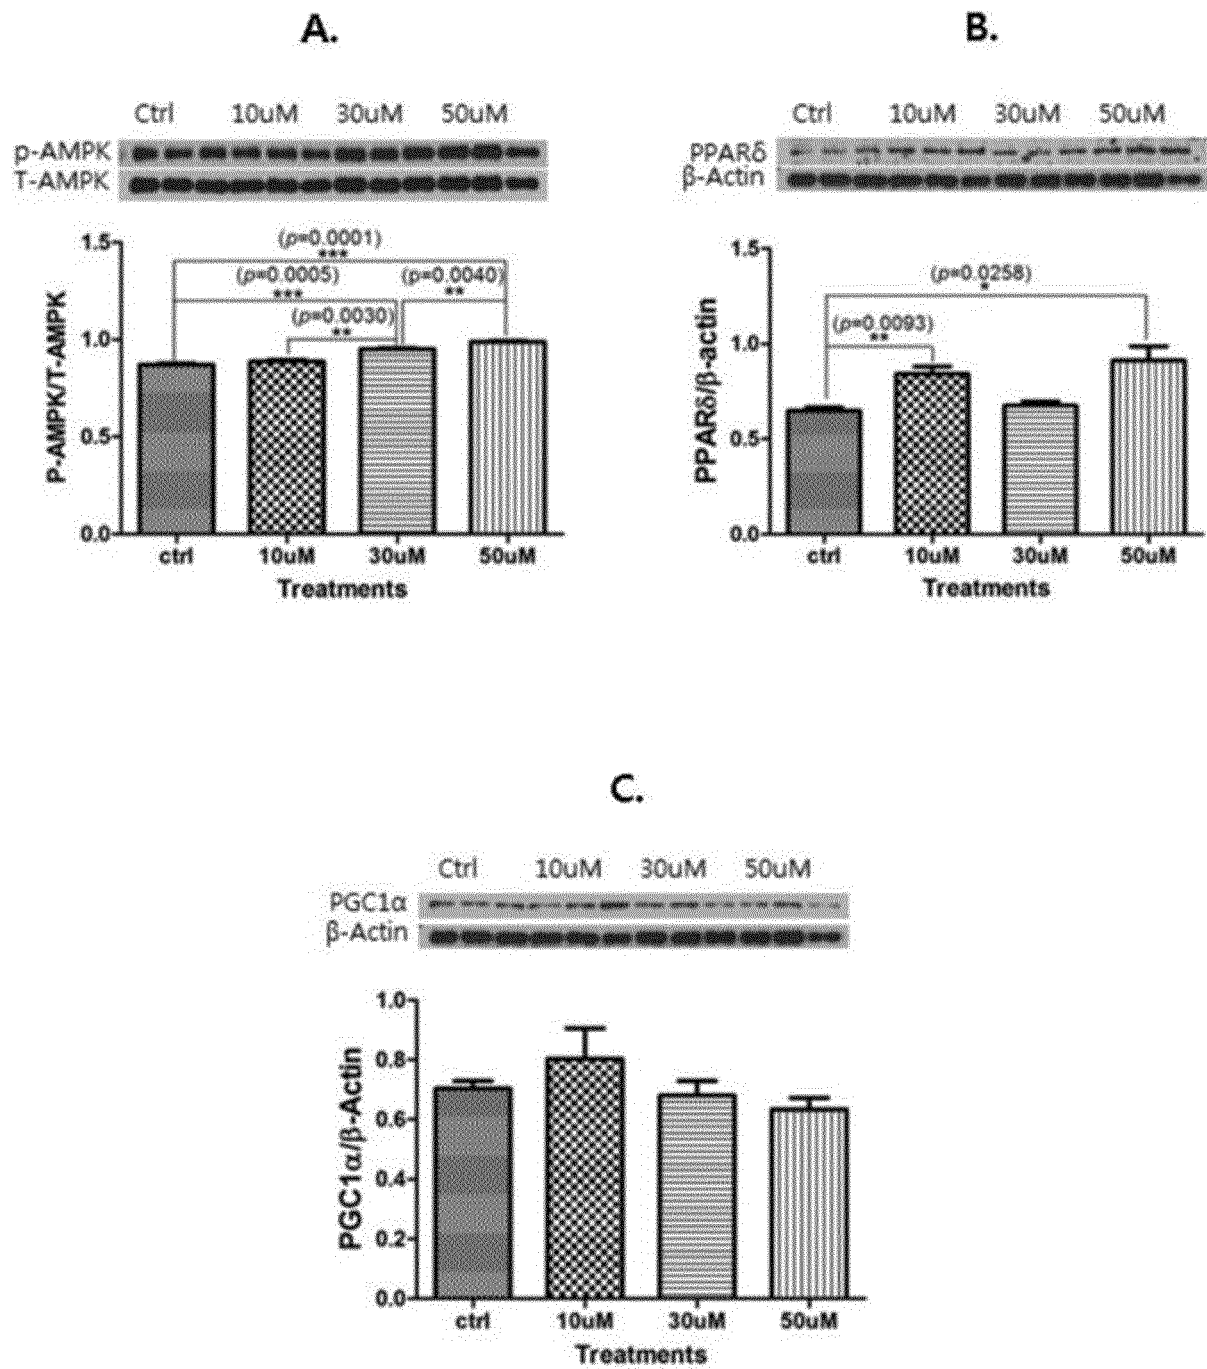 A.
Ctrl 10uM 30uM 50uM
p-AMPK
T-AMPK
(p=0.0001)
***
(p=0.0005)
***
(p=0.0040)
**
(p=0.0030)
**
P-AMPK/T-AMPK
1.5
1.0
0.5
0.0
ctrl 10uM 30uM 50uM
Treatments
B.
Ctrl 10uM 30uM 50uM
PPARδ
β-Actin
(p=0.0258)
*
(p=0.0093)
**
PPARδ/β-actin
1.5
1.0
0.5
0.0
ctrl 10uM 30uM 50uM
Treatments
C.
Ctrl 10uM 30uM 50uM
PGC1α
β-Actin
PGC1α/β-Actin
1.0
0.8
0.6
0.4
0.2
0.0
ctrl 10uM 30uM 50uM
Treatments